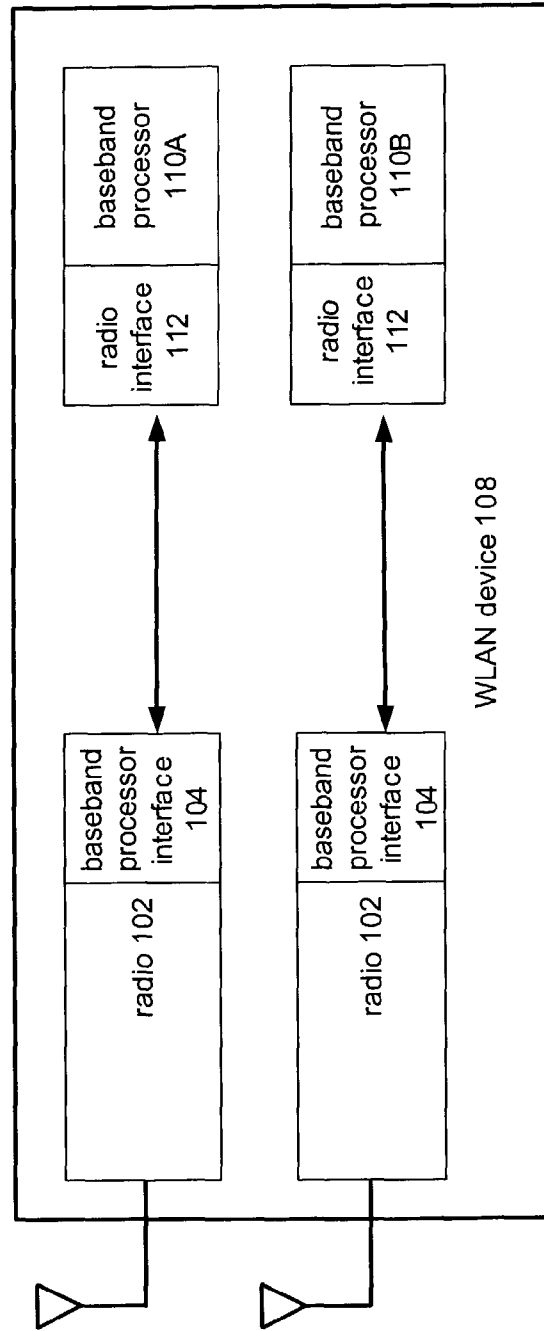 radio 102
baseband
processor
interface
104
radio
interface
112
baseband
processor
110A
radio 102
baseband
processor
interface
104
radio
interface
112
baseband
processor
110B
WLAN device 108